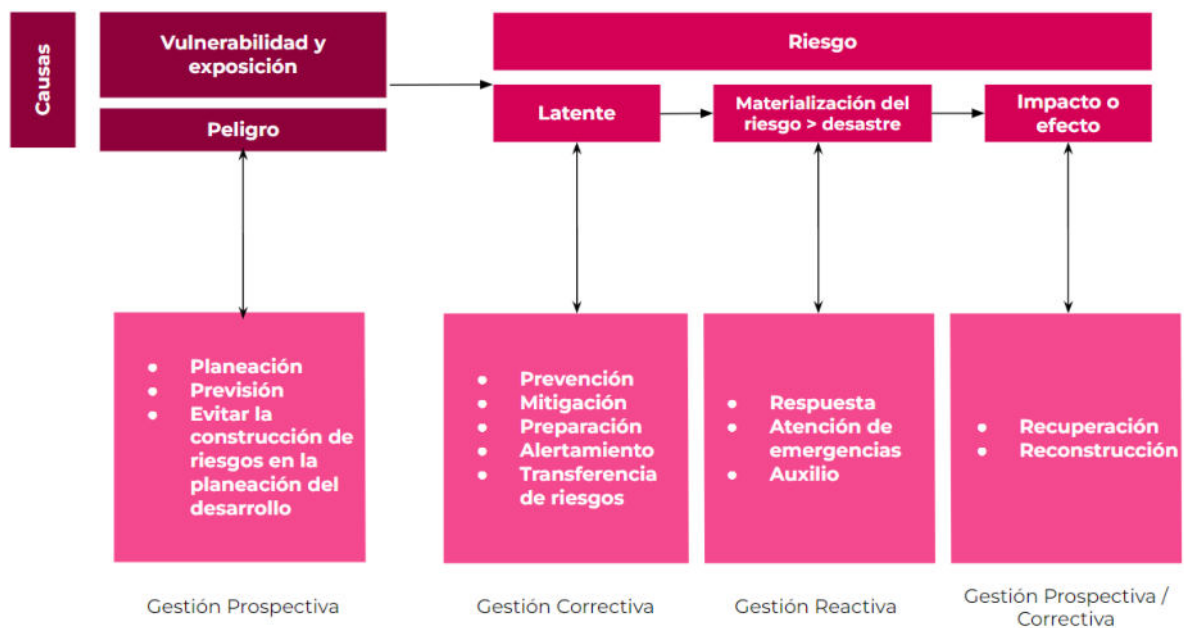 Causas
Vulnerabilidad y
exposición
Peligro
Riesgo
Latente
Materialización del
riesgo > desastre
Impacto o
efecto
● Planeación
● Previsión
● Evitar la
construcción de
riesgos en la
planeación del
desarrollo
● Prevención
● Mitigación
● Preparación
● Alertamiento
● Transferencia
de riesgos
● Respuesta
● Atención de
emergencias
● Auxilio
● Recuperación
● Reconstrucción
Gestión Prospectiva
Gestión Correctiva
Gestión Reactiva
Gestión Prospectiva /
Correctiva